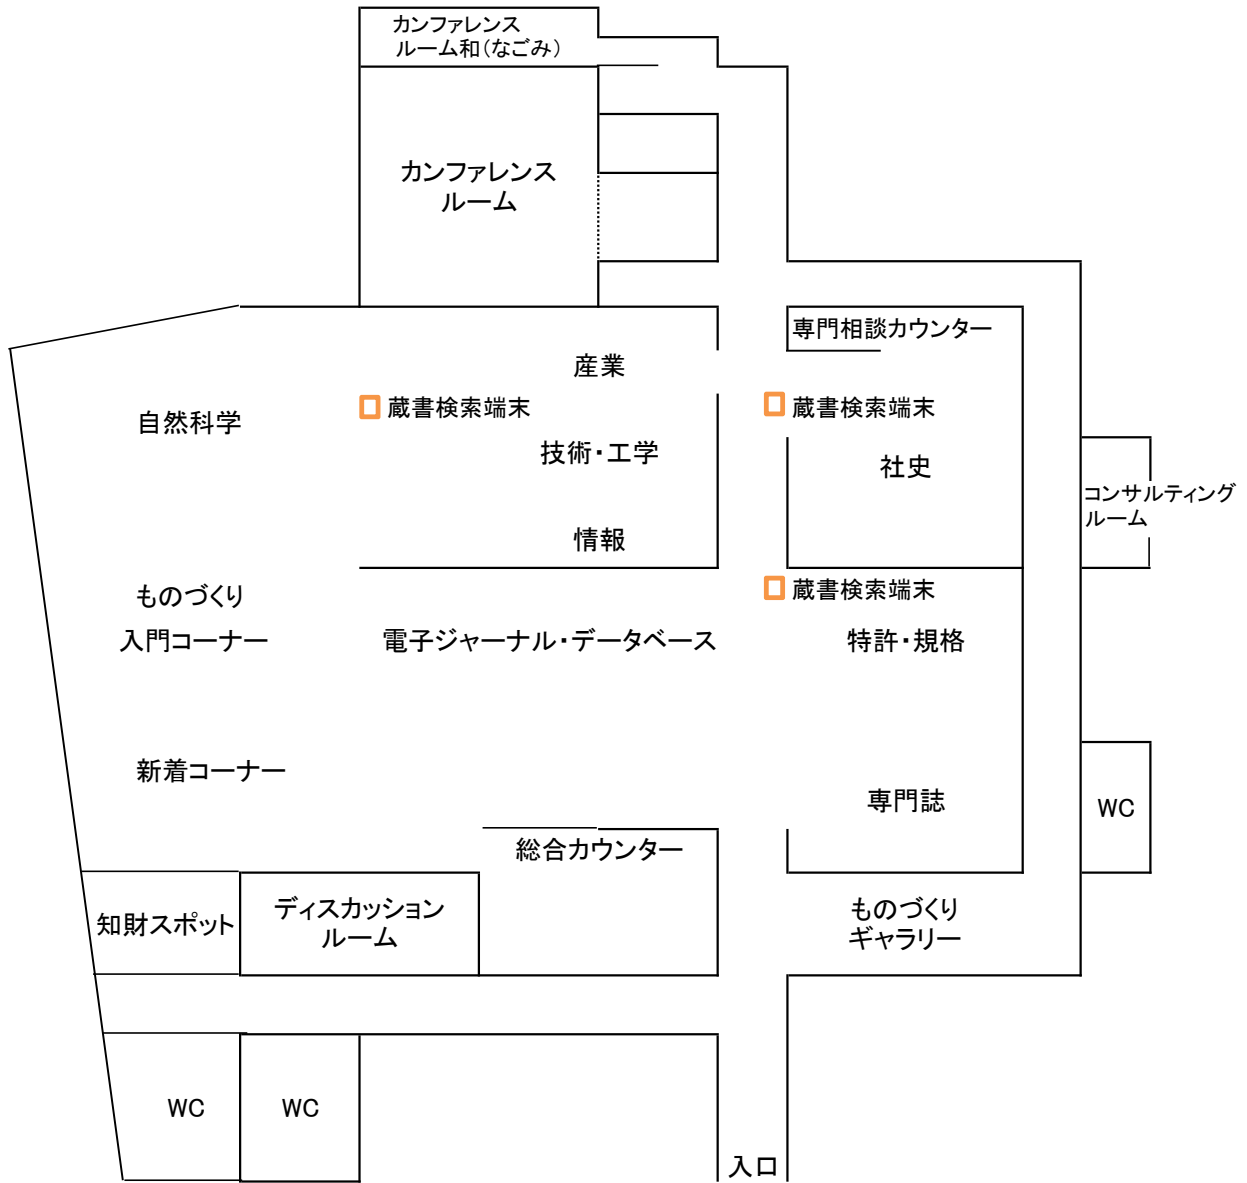 カンファレンス
ルーム和(なごみ)
カンファレンス
ルーム
専門相談カウンター
産業
自然科学
蔵書検索端末
蔵書検索端末
技術・工学
社史
コンサルティング
ルーム
情報
ものづくり
入門コーナー
蔵書検索端末
電子ジャーナル・データベース
特許・規格
新着コーナー
専門誌
WC
総合カウンター
知財スポット
ディスカッション
ルーム
ものづくり
ギャラリー
WC
WC
入口